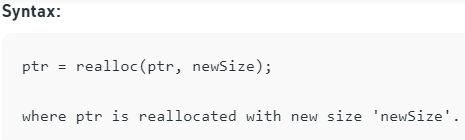 Syntax:
ptr = realloc(ptr, newSize);
where ptr is reallocated with new size 'newSize'.